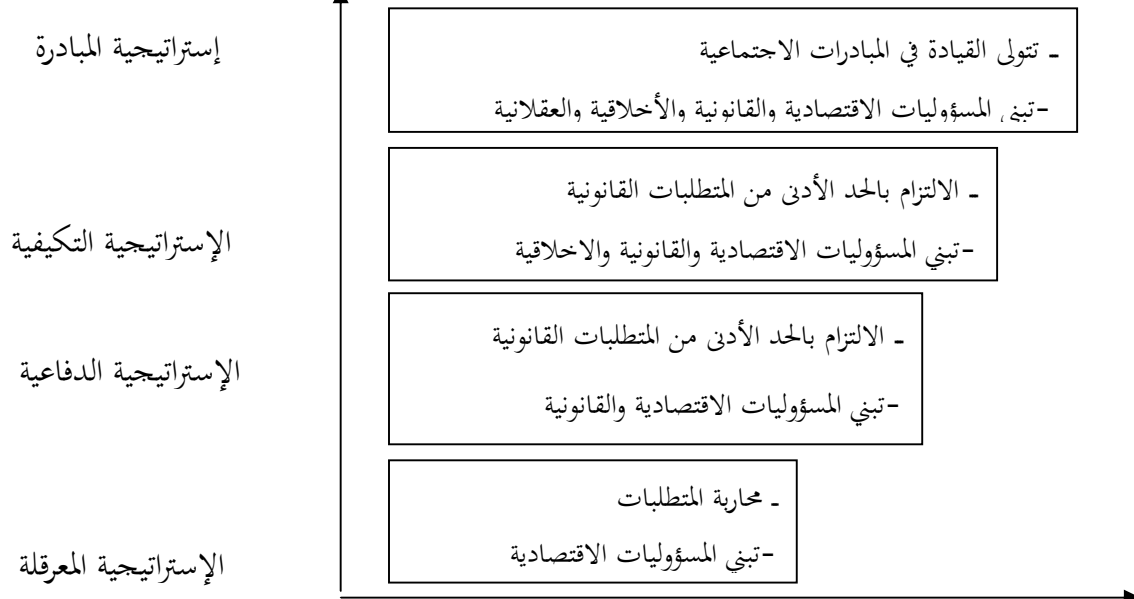 إستراتيجية المبادرة
ـ تتولى القيادة في المبادرات الاجتماعية
-تبني المسؤوليات الاقتصادية والقانونية والأخلاقية والعقلانية
الإستراتيجية التكيفية
ـ الالتزام بالحد الأدنى من المتطلبات القانونية
-تبني المسؤوليات الاقتصادية والقانونية والاخلاقية
الإستراتيجية الدفاعية
ـ الالتزام بالحد الأدنى من المتطلبات القانونية
-تبني المسؤوليات الاقتصادية والقانونية
الإستراتيجية المعرقلة
ـ محاربة المتطلبات
-تبني المسؤوليات الاقتصادية